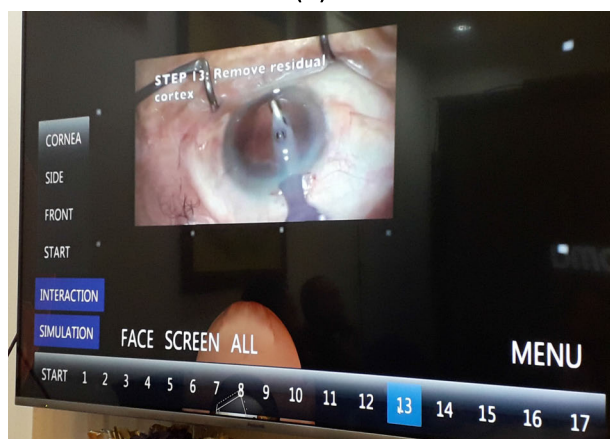 STEP 13: Remove residual
cortex
CORNEA
SIDE
FRONT
START
INTERACTION
SIMULATION
FACE SCREEN ALL
MENU
START 1 2 3 4 5 6 7 8 9 10 11 12 13 14 15 16 17